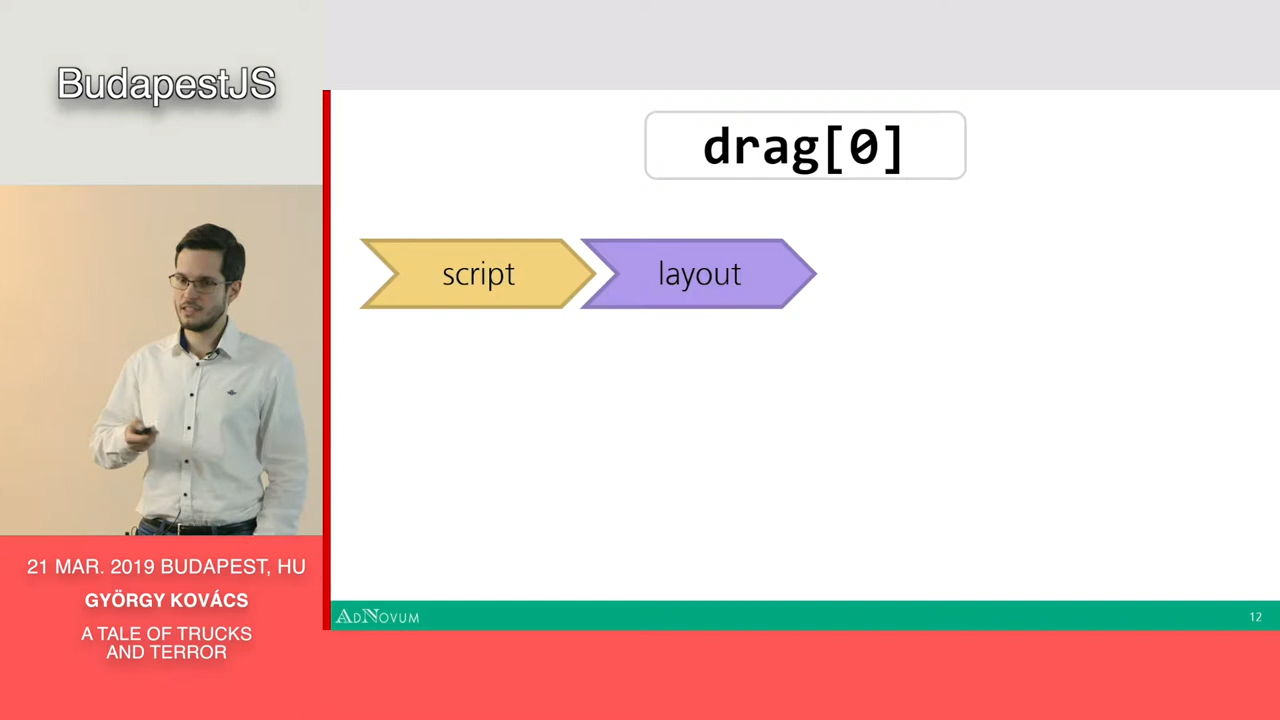 BudapestJS
drag[0]
script
layout
21 MAR. 2019 BUDAPEST, HU
GYÖRGY KOVÁCS
A TALE OF TRUCKS
AND TERROR
ADNOVUM
12